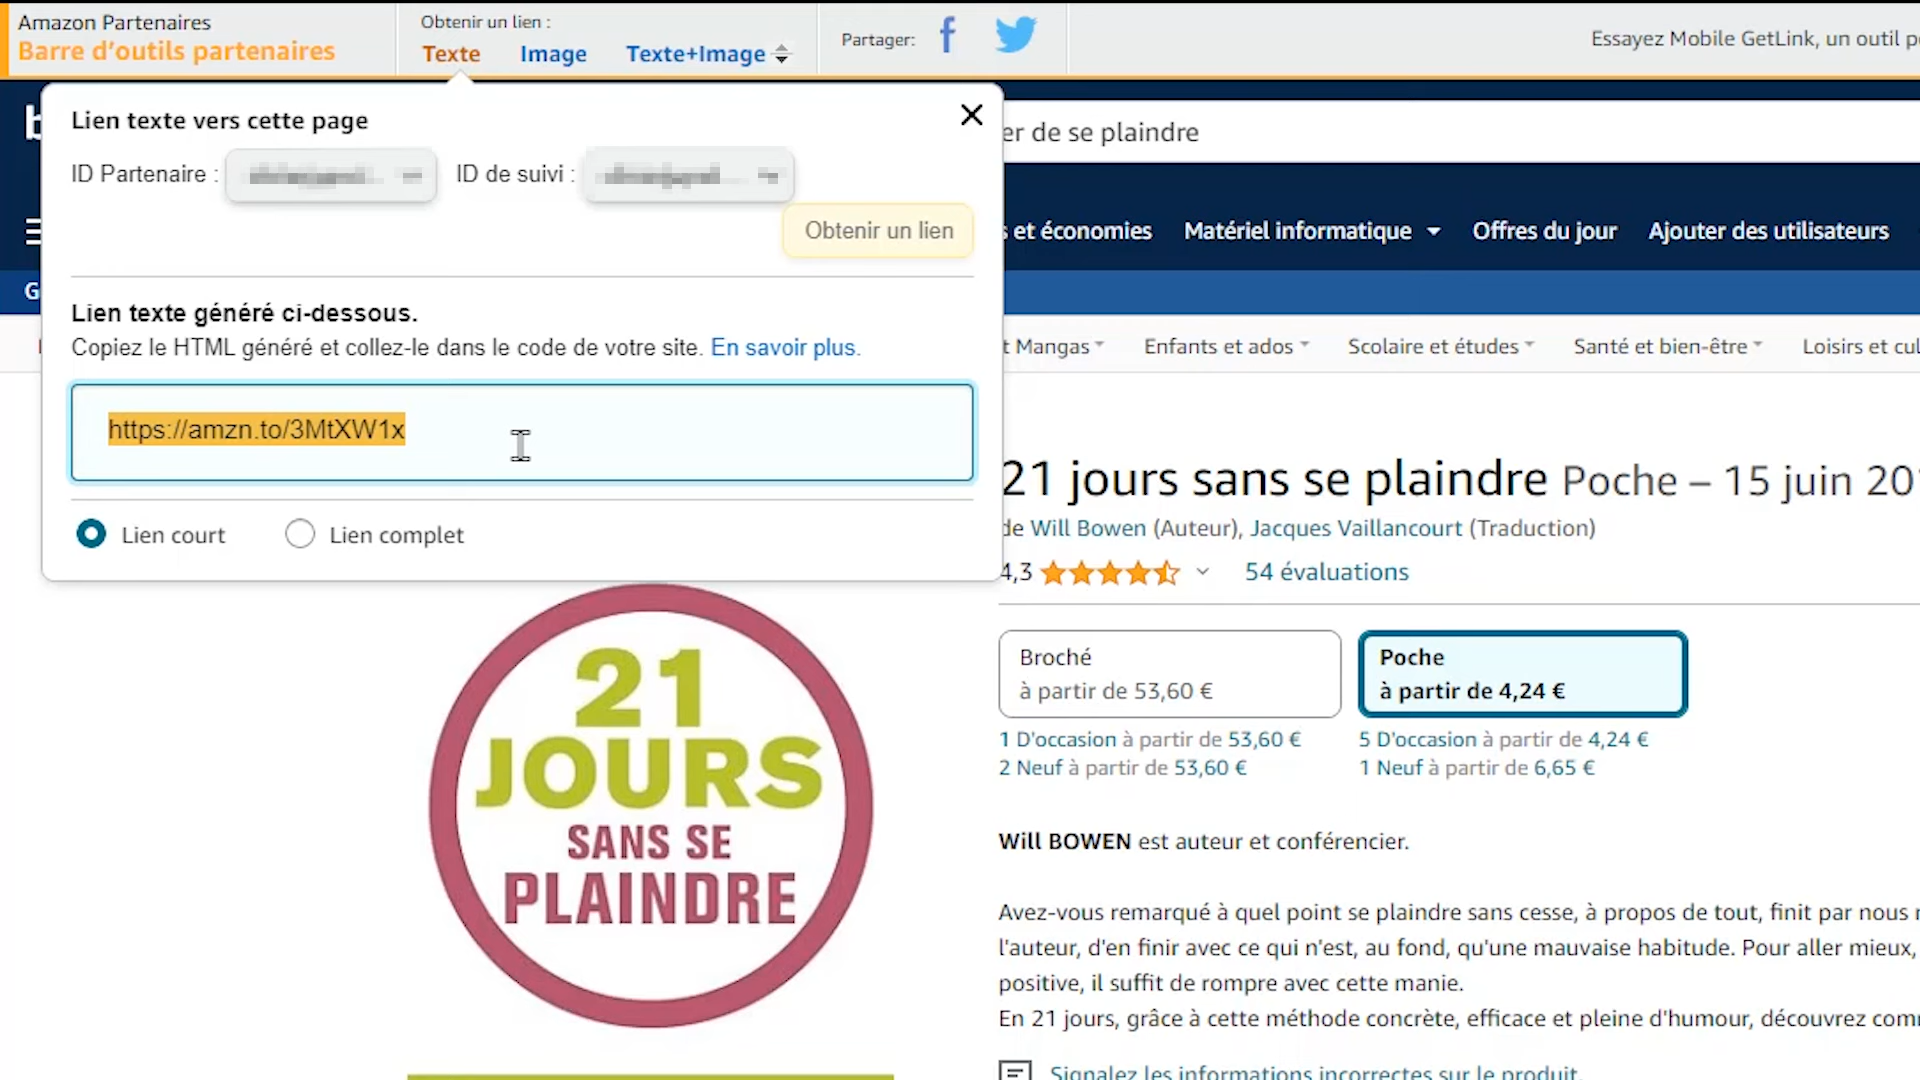 Amazon Partenaires
Barre d’outils partenaires
Obtenir un lien :
Texte Image Texte+Image
Partager:
Essayez Mobile GetLink, un outil p
Lien texte vers cette page
er de se plaindre
ID Partenaire : ID de suivi :
Obtenir un lien
s et économies Matériel informatique Offres du jour Ajouter des utilisateurs
G
Lien texte généré ci-dessous.
Copiez le HTML généré et collez-le dans le code de votre site. En savoir plus.
t Mangas Enfants et ados Scolaire et études Santé et bien-être Loisirs et cul
https://amzn.to/3MtXW1x
Lien court Lien complet
21 jours sans se plaindre Poche – 15 juin 20
de Will Bowen (Auteur), Jacques Vaillancourt (Traduction)
4,3 54 évaluations
Broché
à partir de 53,60 €
Poche
à partir de 4,24 €
1 D'occasion à partir de 53,60 €
2 Neuf à partir de 53,60 €
5 D'occasion à partir de 4,24 €
1 Neuf à partir de 6,65 €
21
JOURS
SANS SE
PLAINDRE
Will BOWEN est auteur et conférencier.
Avez-vous remarqué à quel point se plaindre sans cesse, à propos de tout, finit par nous
l'auteur, d'en finir avec ce qui n'est, au fond, qu'une mauvaise habitude. Pour aller mieux,
positive, il suffit de rompre avec cette manie.
En 21 jours, grâce à cette méthode concrète, efficace et pleine d'humour, découvrez com
Signalez les informations incorrectes sur le produit.